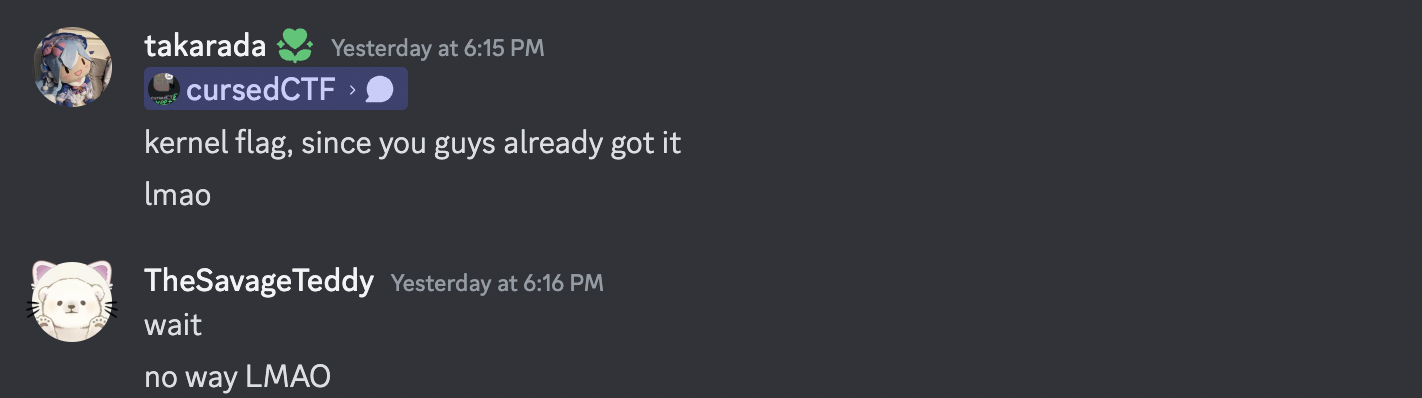 takarada Yesterday at 6:15 PM
cursedCTF ›
kernel flag, since you guys already got it
lmao
TheSavageTeddy Yesterday at 6:16 PM
wait
no way LMAO